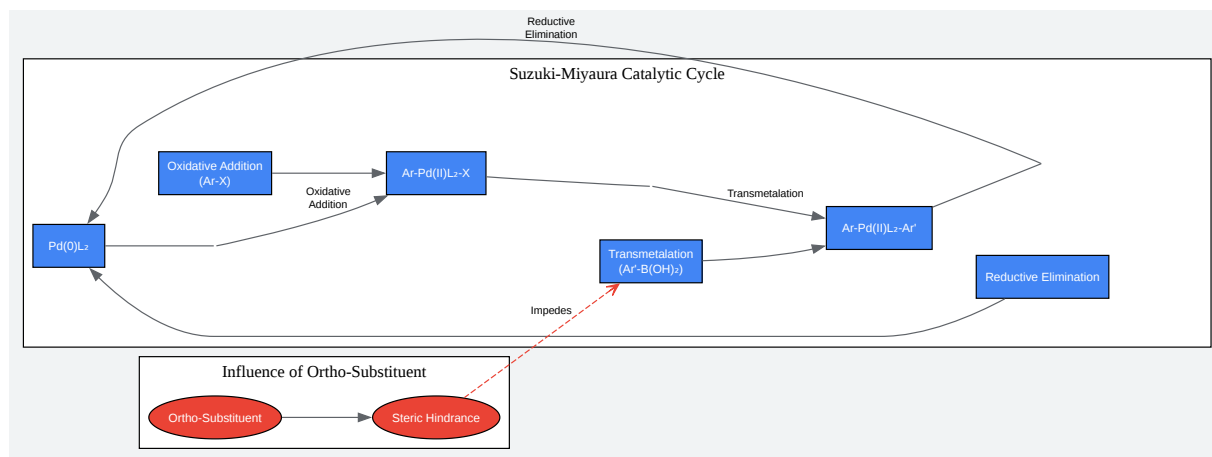 Reductive
Elimination
Suzuki-Miyaura Catalytic Cycle
Oxidative Addition
(Ar-X)
Ar-Pd(II)L₂-X
Oxidative
Addition
Transmetalation
Pd(0)L₂
Ar-Pd(II)L₂-Ar'
Transmetalation
(Ar'-B(OH)₂)
Reductive Elimination
Impedes
Influence of Ortho-Substituent
Ortho-Substituent
Steric Hindrance